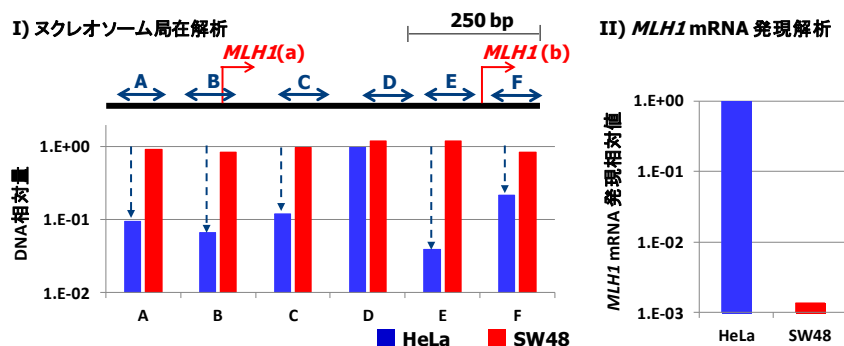 I) ヌクレオソーム局在解析
250 bp
MLH1(a)
MLH1(b)
A B C D E F
DNA相対量
1.E+00
1.E-01
1.E-02
A B C D E F
HeLa SW48
II) MLH1 mRNA 発現解析
MLH1 mRNA 発現相対値
1.E+00
1.E-01
1.E-02
1.E-03
HeLa SW48